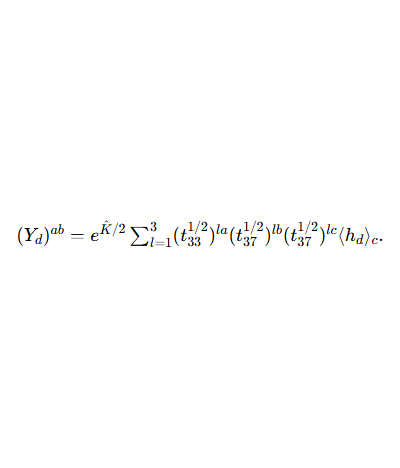 $(Y_d)^{ab} = e^{\hat{K}/2} \sum_{l=1}^{3} (t_{33}^{1/2})^{la} (t_{37}^{1/2})^{lb} (t_{37}^{1/2})^{lc} \langle h_d \rangle_c.$